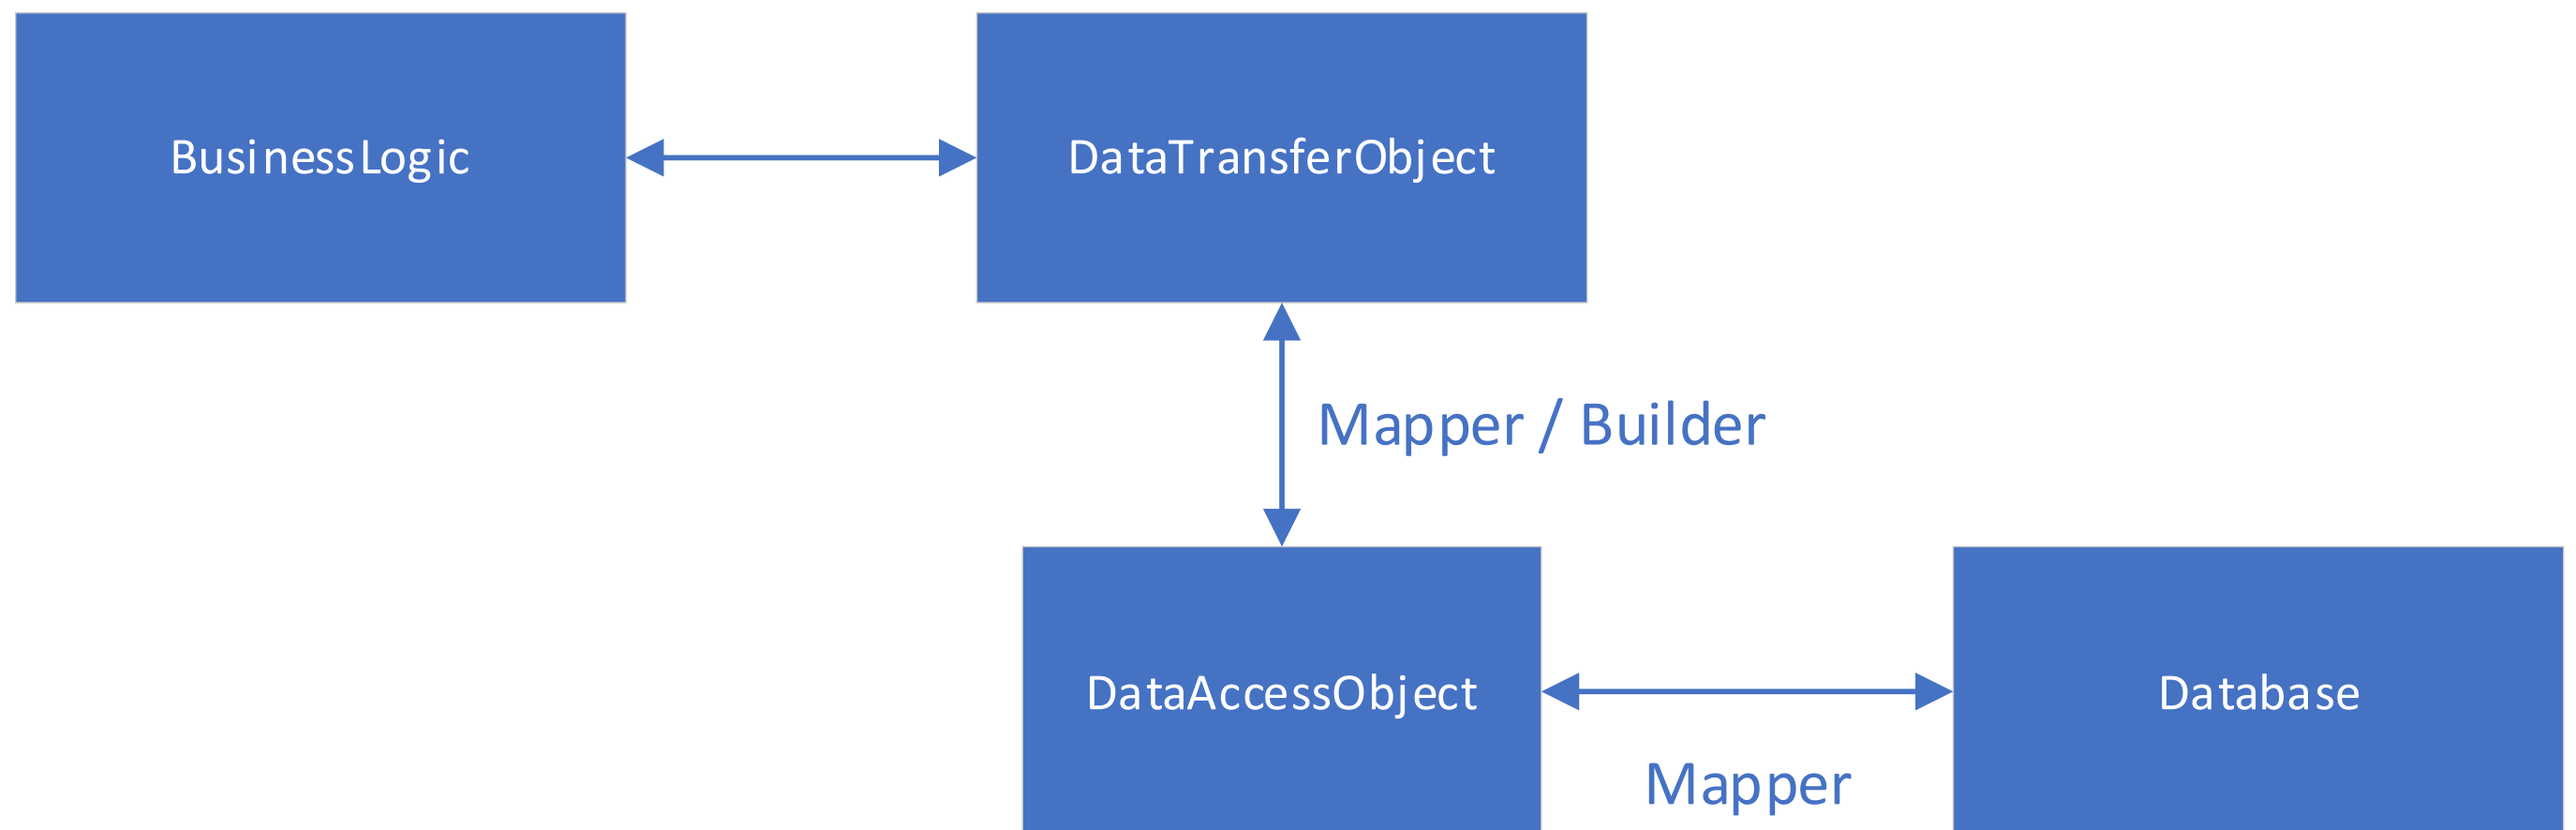 BusinessLogic
DataTransferObject
Mapper / Builder
DataAccessObject
Database
Mapper